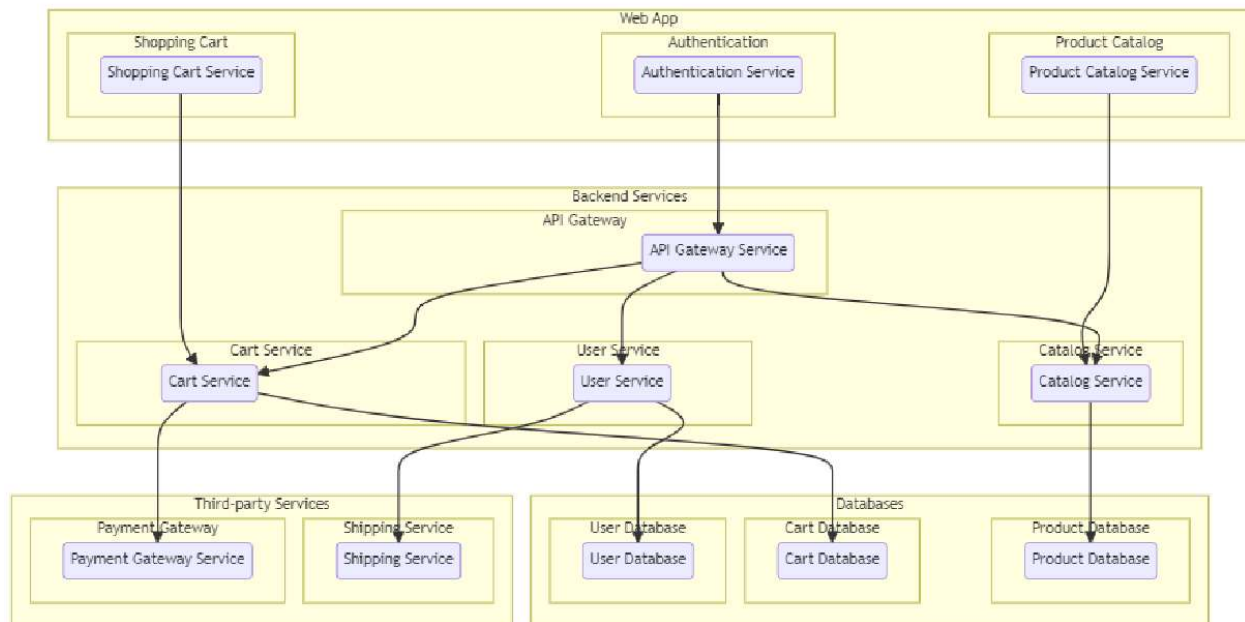 Web App
Shopping Cart
Authentication
Product Catalog
Shopping Cart Service
Authentication Service
Product Catalog Service
Backend Services
API Gateway
API Gateway Service
Cart Service
User Service
Catalog Service
Cart Service
User Service
Catalog Service
Third-party Services
Databases
Payment Gateway
Shipping Service
User Database
Cart Database
Product Database
Payment Gateway Service
Shipping Service
User Database
Cart Database
Product Database